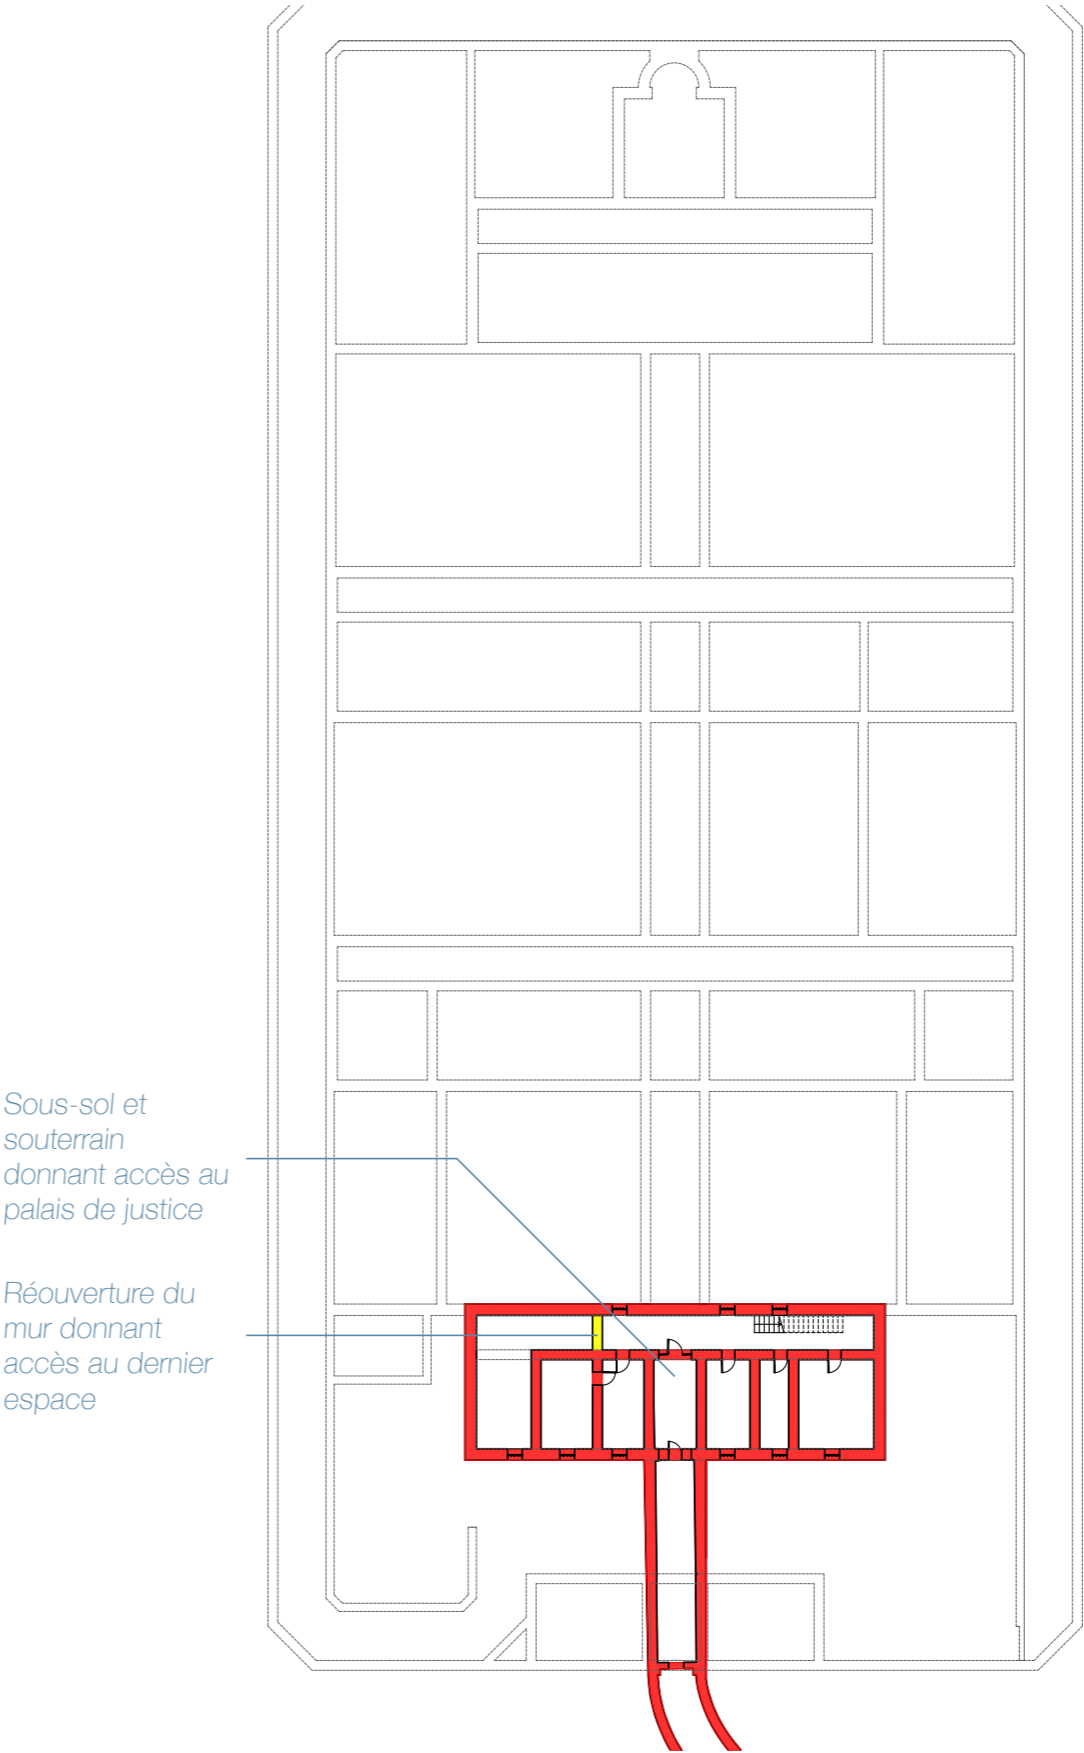 Sous-sol et
souterrain
donnant accès au
palais de justice
Réouverture du
mur donnant
accès au dernier
espace